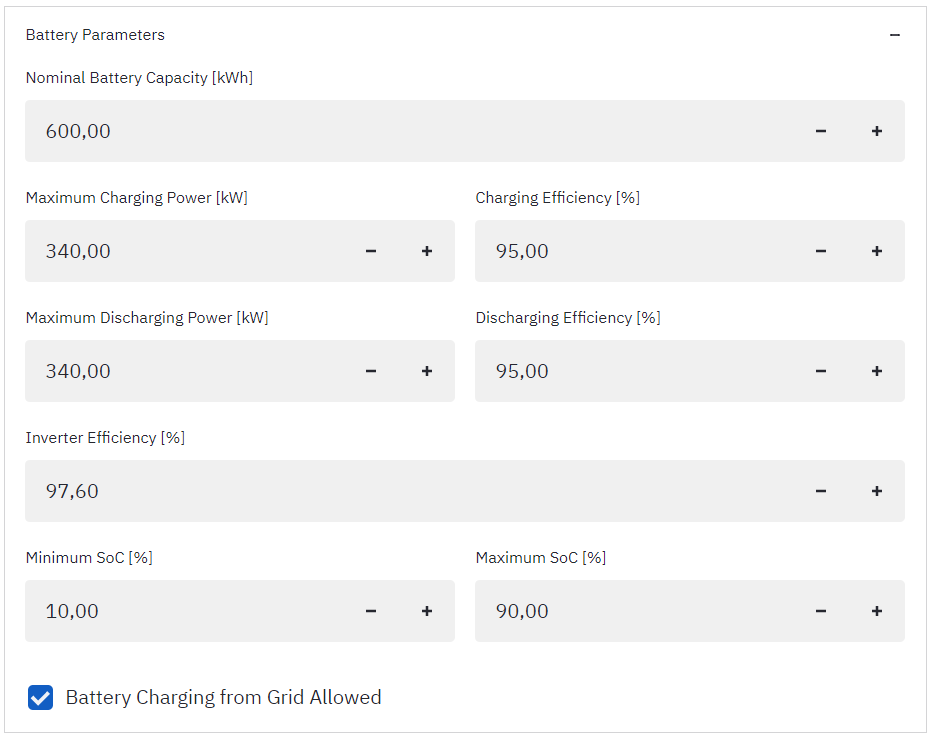 Battery Parameters
Nominal Battery Capacity [kWh]
600,00
Maximum Charging Power [kW]
Charging Efficiency [%]
340,00
95,00
Maximum Discharging Power [kW]
Discharging Efficiency [%]
340,00
95,00
Inverter Efficiency [%]
97,60
Minimum SoC [%]
Maximum SoC [%]
10,00
90,00
Battery Charging from Grid Allowed